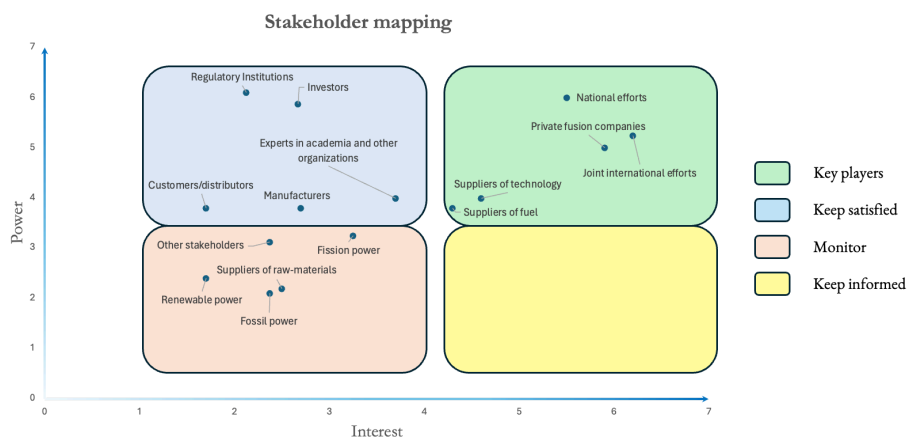 Stakeholder mapping
7
6
5
4
3
2
1
0
Power
Regulatory Institutions
Investors
Experts in academia and other
organizations
Customers/distributors
Manufacturers
National efforts
Private fusion companies
Joint international efforts
Suppliers of technology
Suppliers of fuel
Other stakeholders
Fission power
Suppliers of raw-materials
Renewable power
Fossil power
0
1
2
3
4
5
6
7
Interest
Key players
Keep satisfied
Monitor
Keep informed